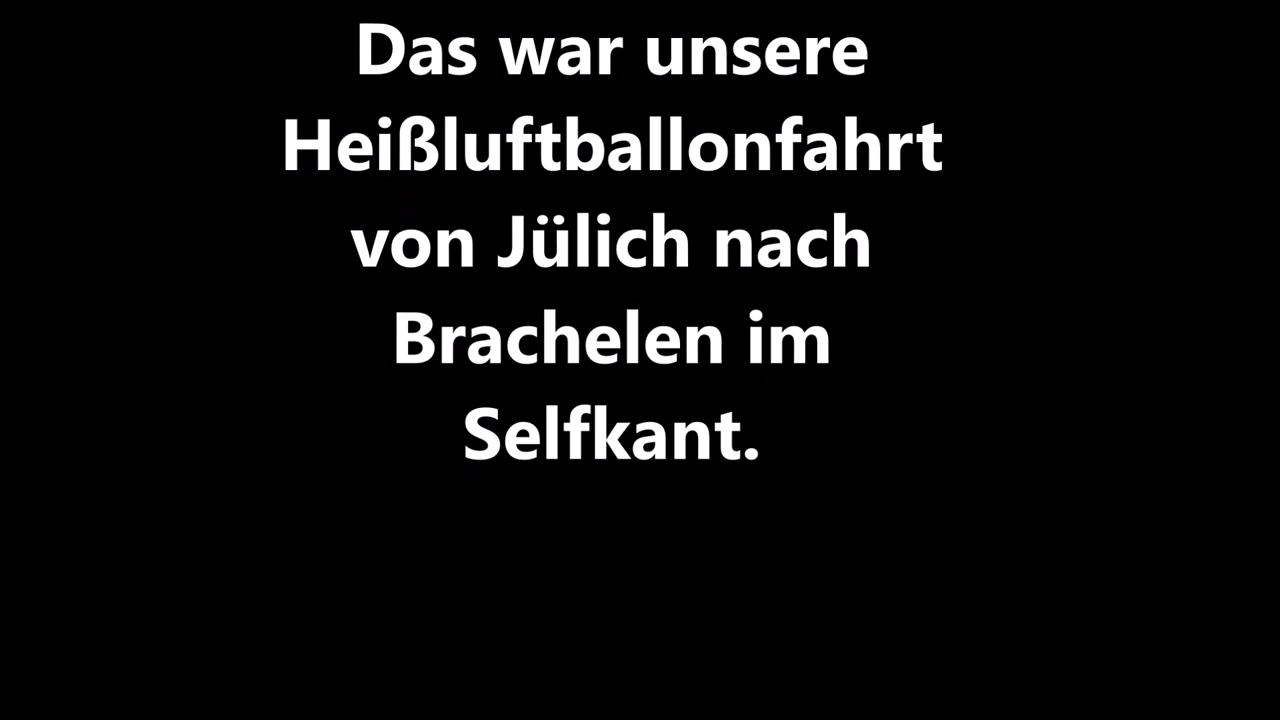 Das war unsere
Heißluftballonfahrt
von Jülich nach
Brachelen im
Selfkant.